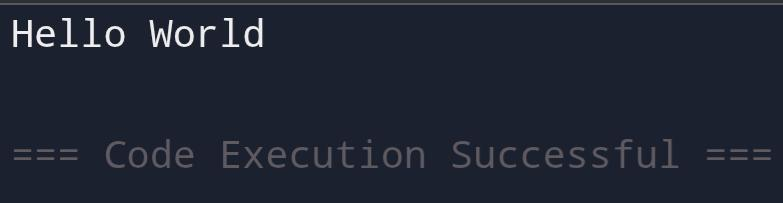 Hello World
=== Code Execution Successful ===